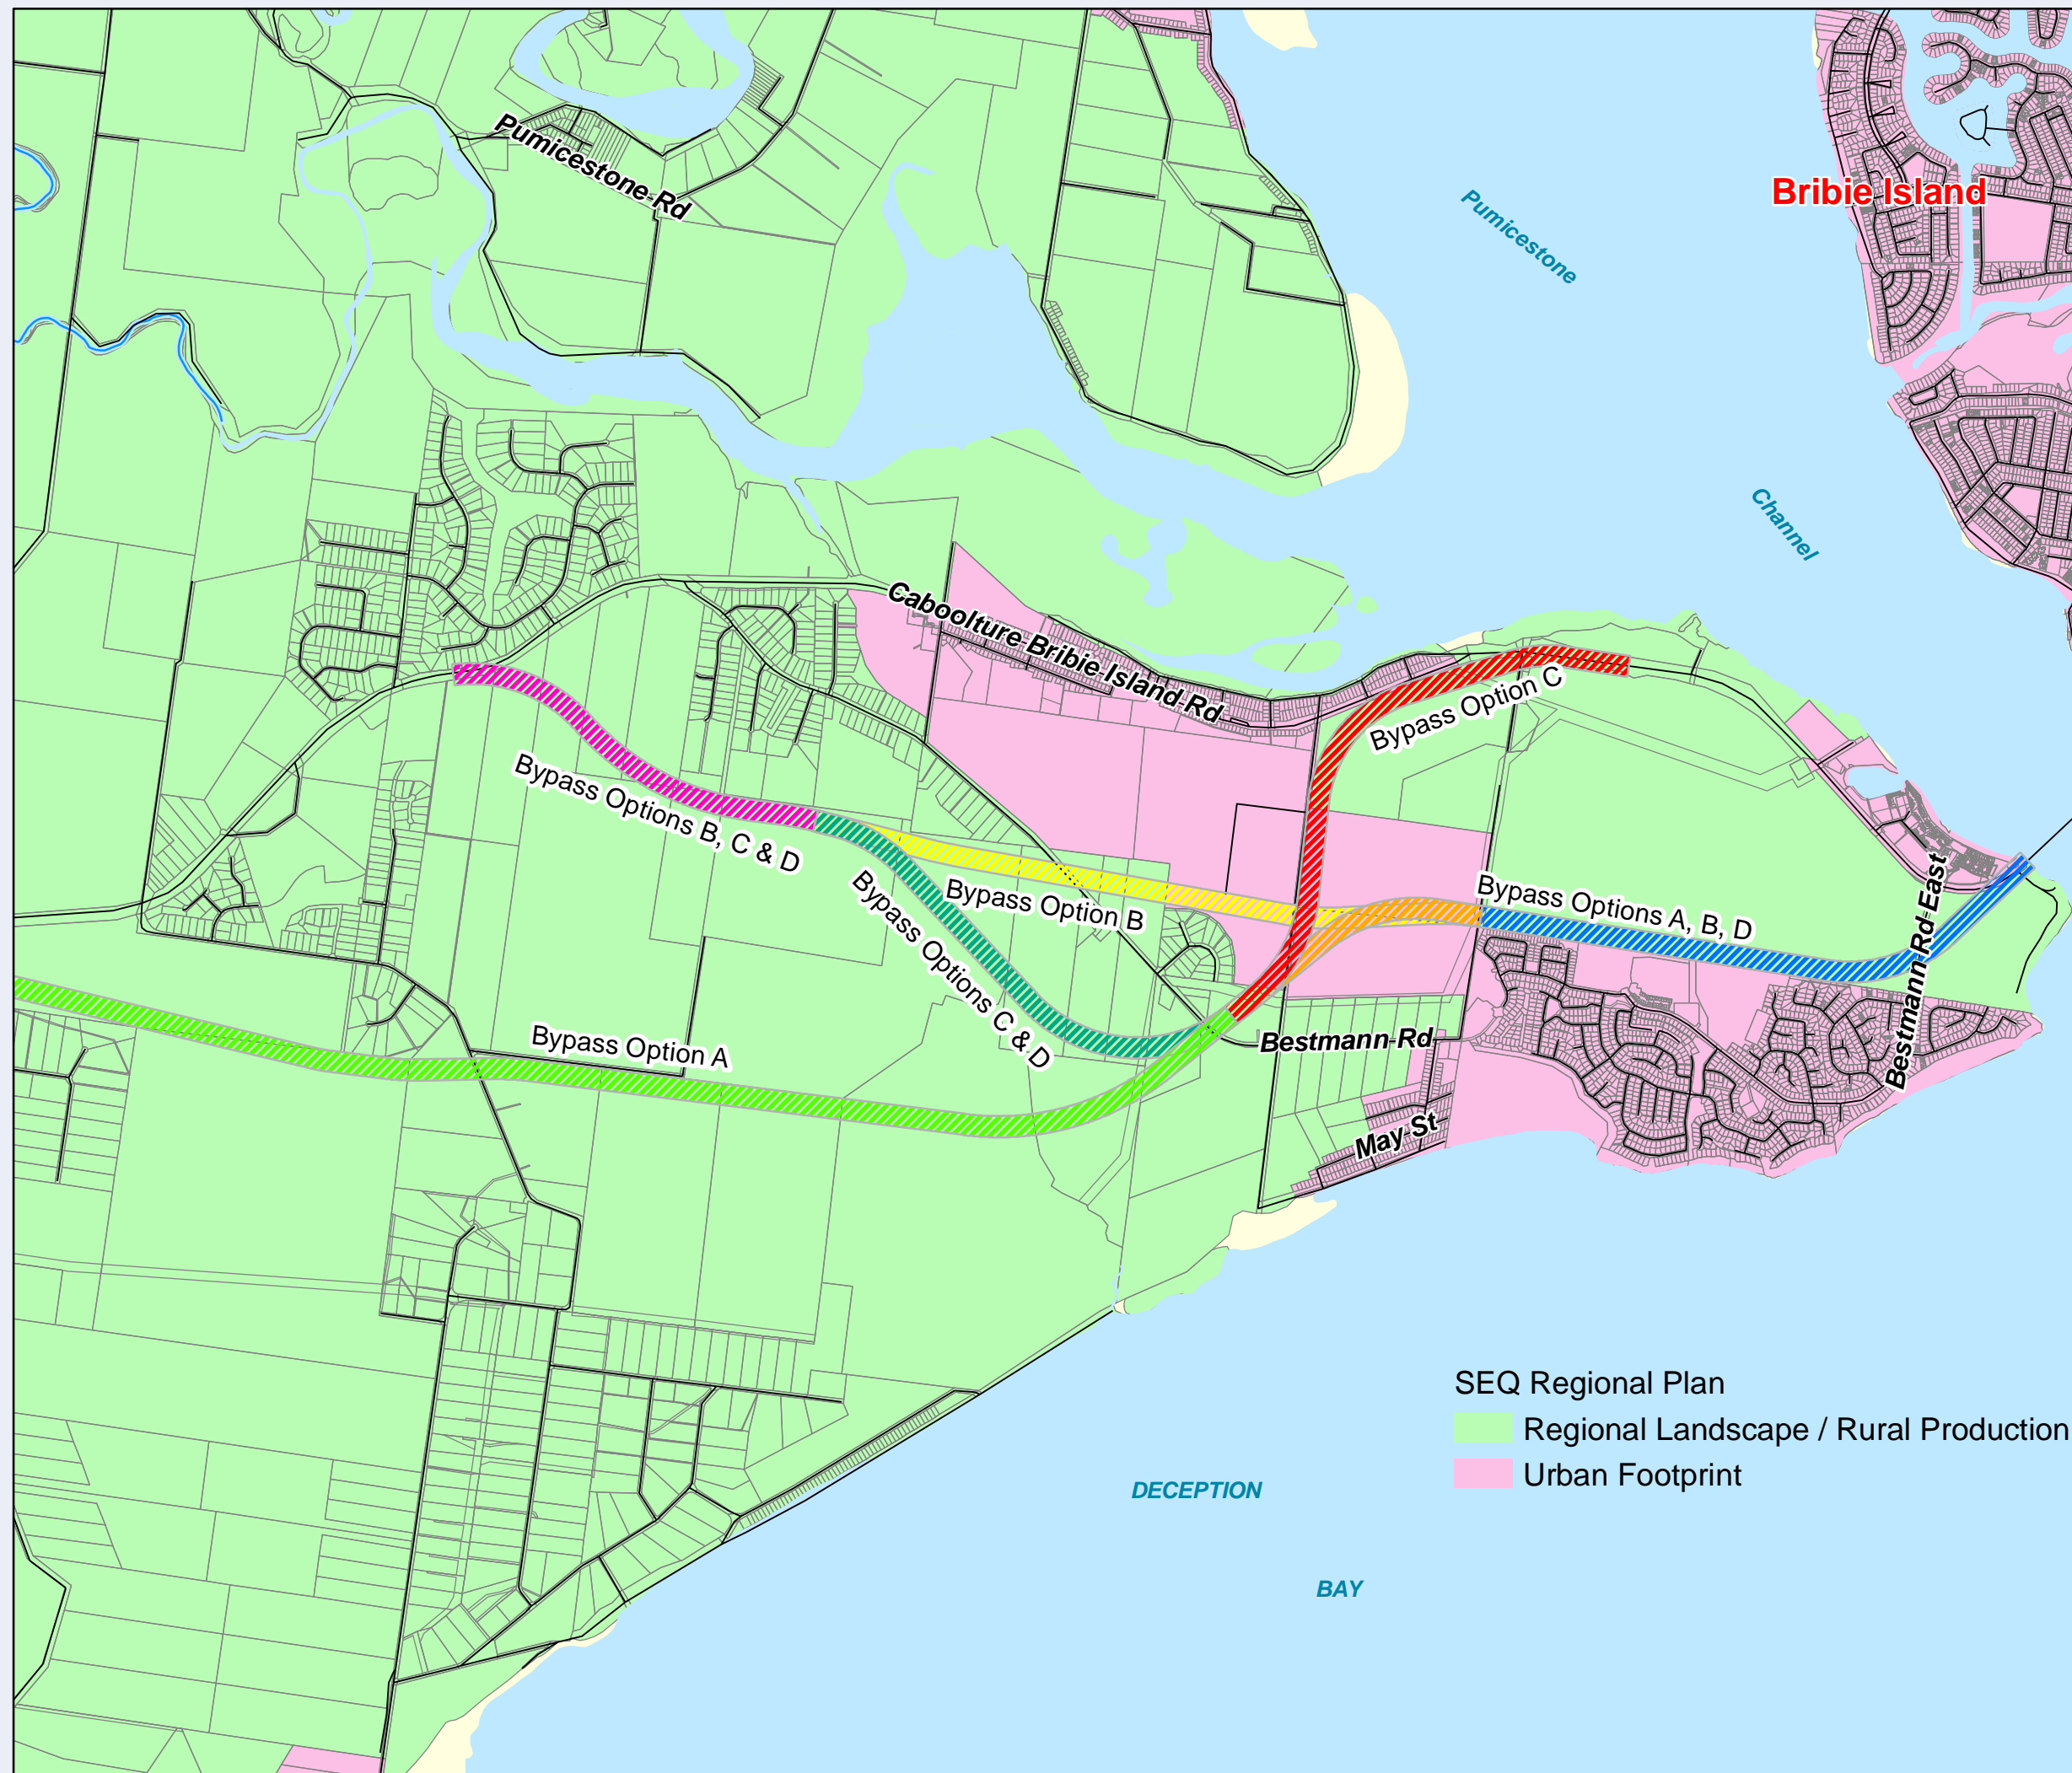 Pumicestone Rd
Bribie Island
Pumicestone
Channel
Caboolture Bribie Island Rd
Bypass Option C
Bypass Options B, C & D
Bypass Option B
Bypass Options A, B, D
Bypass Options C & D
Bestmann Rd East
Bypass Option A
Bestmann Rd
May St
SEQ Regional Plan
Regional Landscape / Rural Production
Urban Footprint
DECEPTION
BAY